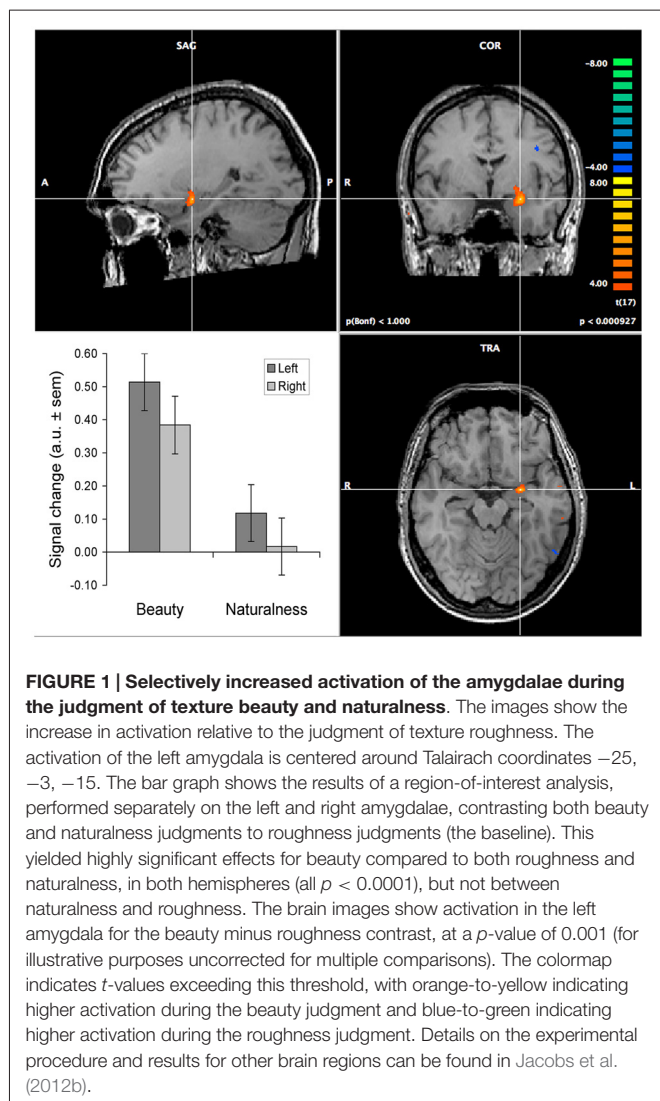 SAG
A
P
COR
R
-8.00
-4.00
8.00
4.00
t(17)
p(Bonf) < 1.000
p < 0.000927
0.60
0.50
0.40
0.30
0.20
0.10
0.00
-0.10
Signal change (a.u. ± sem)
Left
Right
Beauty
Naturalness
TRA
R
L
FIGURE 1 | Selectively increased activation of the amygdalae during
the judgment of texture beauty and naturalness. The images show the
increase in activation relative to the judgment of texture roughness. The
activation of the left amygdala is centered around Talairach coordinates −25,
−3, −15. The bar graph shows the results of a region-of-interest analysis,
performed separately on the left and right amygdalae, contrasting both beauty
and naturalness judgments to roughness judgments (the baseline). This
yielded highly significant effects for beauty compared to both roughness and
naturalness, in both hemispheres (all p < 0.0001), but not between
naturalness and roughness. The brain images show activation in the left
amygdala for the beauty minus roughness contrast, at a p-value of 0.001 (for
illustrative purposes uncorrected for multiple comparisons). The colormap
indicates t-values exceeding this threshold, with orange-to-yellow indicating
higher activation during the beauty judgment and blue-to-green indicating
higher activation during the roughness judgment. Details on the experimental
procedure and results for other brain regions can be found in Jacobs et al.
(2012b).